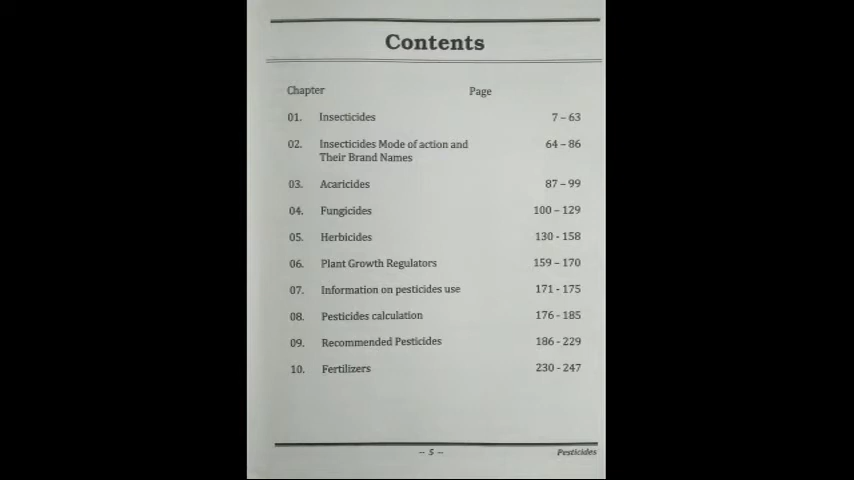 Contents
Chapter Page
01. Insecticides 7 – 63
02. Insecticides Mode of action and 64 – 86
Their Brand Names
03. Acaricides 87 – 99
04. Fungicides 100 – 129
05. Herbicides 130 - 158
06. Plant Growth Regulators 159 – 170
07. Information on pesticides use 171 - 175
08. Pesticides calculation 176 - 185
09. Recommended Pesticides 186 - 229
10. Fertilizers 230 - 247
-- 5 -- Pesticides